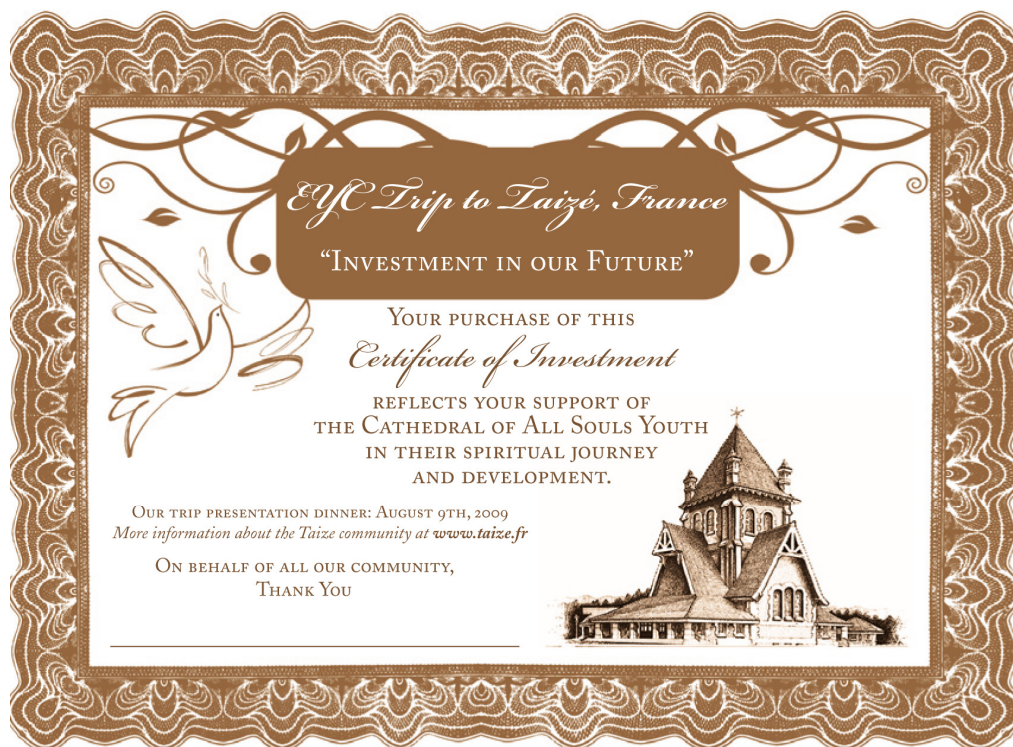 EYC Trip to Taizé, France
“Investment in our Future”
Your purchase of this
Certificate of Investment
reflects your support of
the Cathedral of All Souls Youth
in their spiritual journey
and development.
Our trip presentation dinner: August 9th, 2009
More information about the Taize community at www.taize.fr
On behalf of all our community,
Thank You